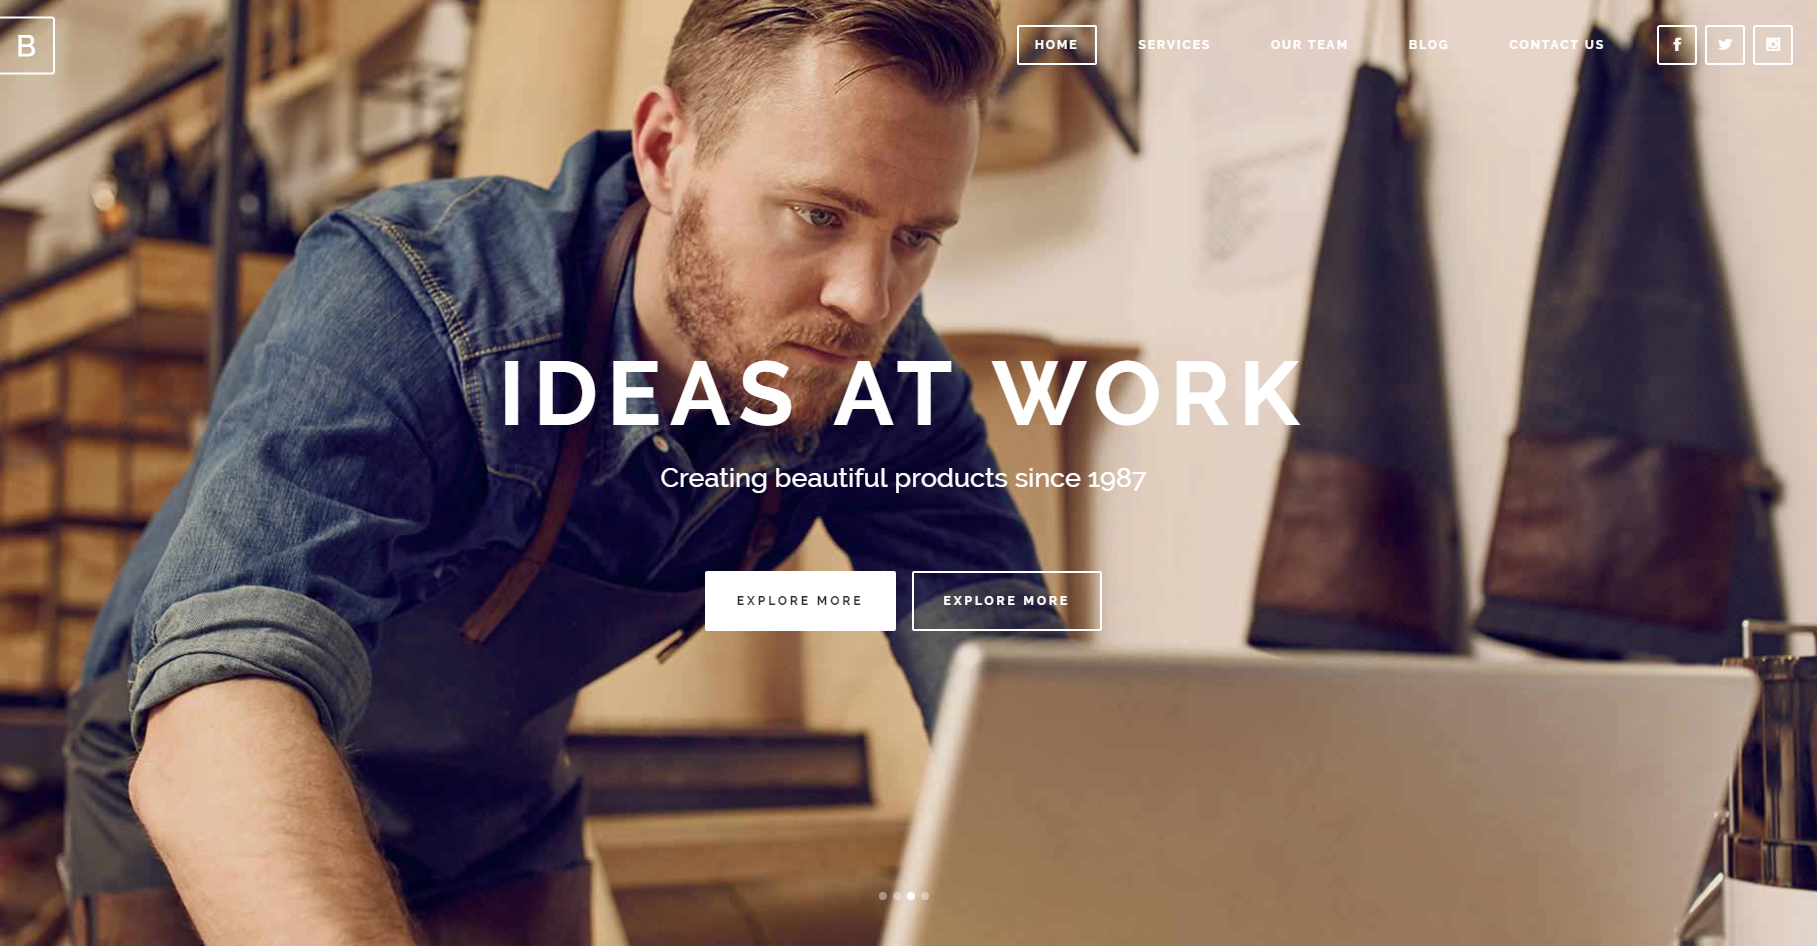 B
HOME
SERVICES
OUR TEAM
BLOG
CONTACT US
IDEAS AT WORK
Creating beautiful products since 1987
EXPLORE MORE
EXPLORE MORE